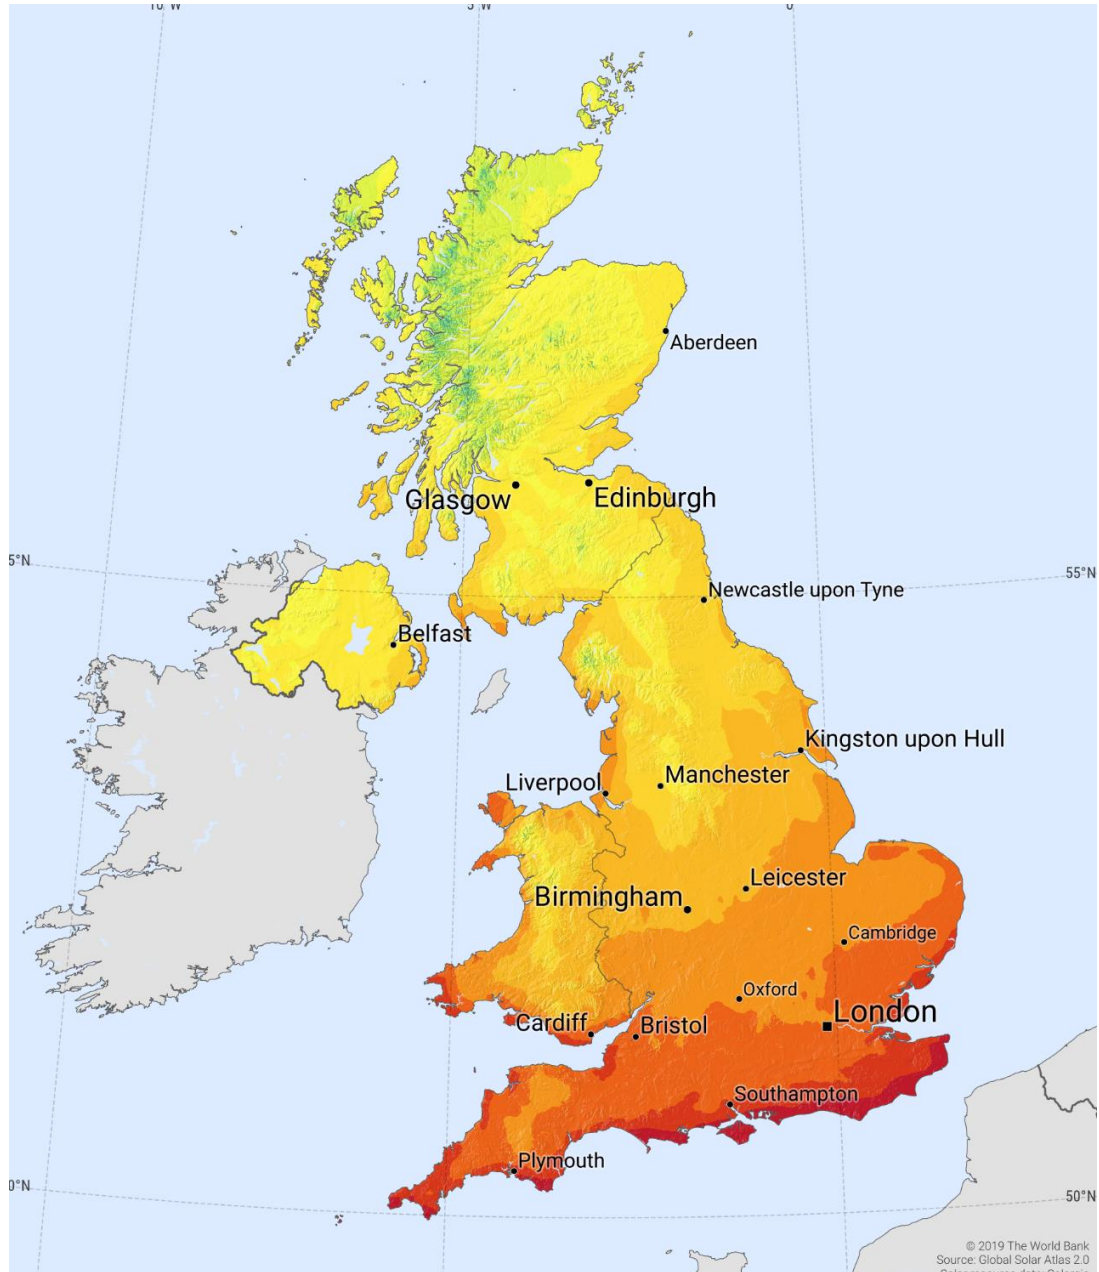 Aberdeen
Glasgow
Edinburgh
5°N
55°N
Newcastle upon Tyne
Belfast
Kingston upon Hull
Liverpool
Manchester
Birmingham
Leicester
Cambridge
Oxford
London
Cardiff
Bristol
Southampton
Plymouth
0°N
50°N
© 2019 The World Bank
Source: Global Solar Atlas 2.0